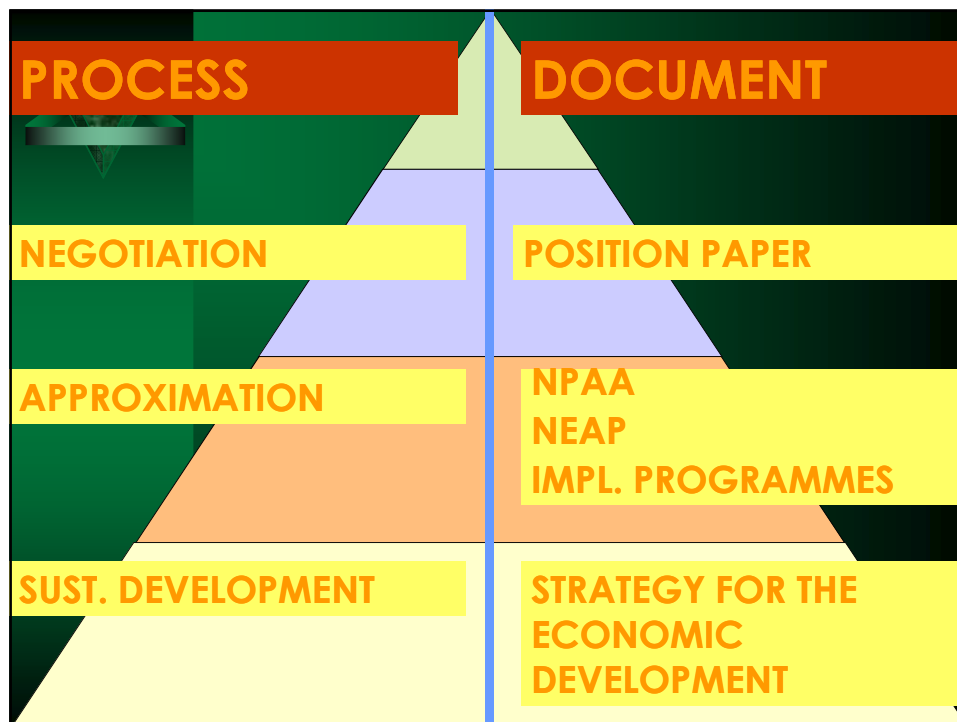 PROCESS
DOCUMENT
NEGOTIATION
POSITION PAPER
APPROXIMATION
NPAA
NEAP
IMPL. PROGRAMMES
SUST. DEVELOPMENT
STRATEGY FOR THE
ECONOMIC
DEVELOPMENT